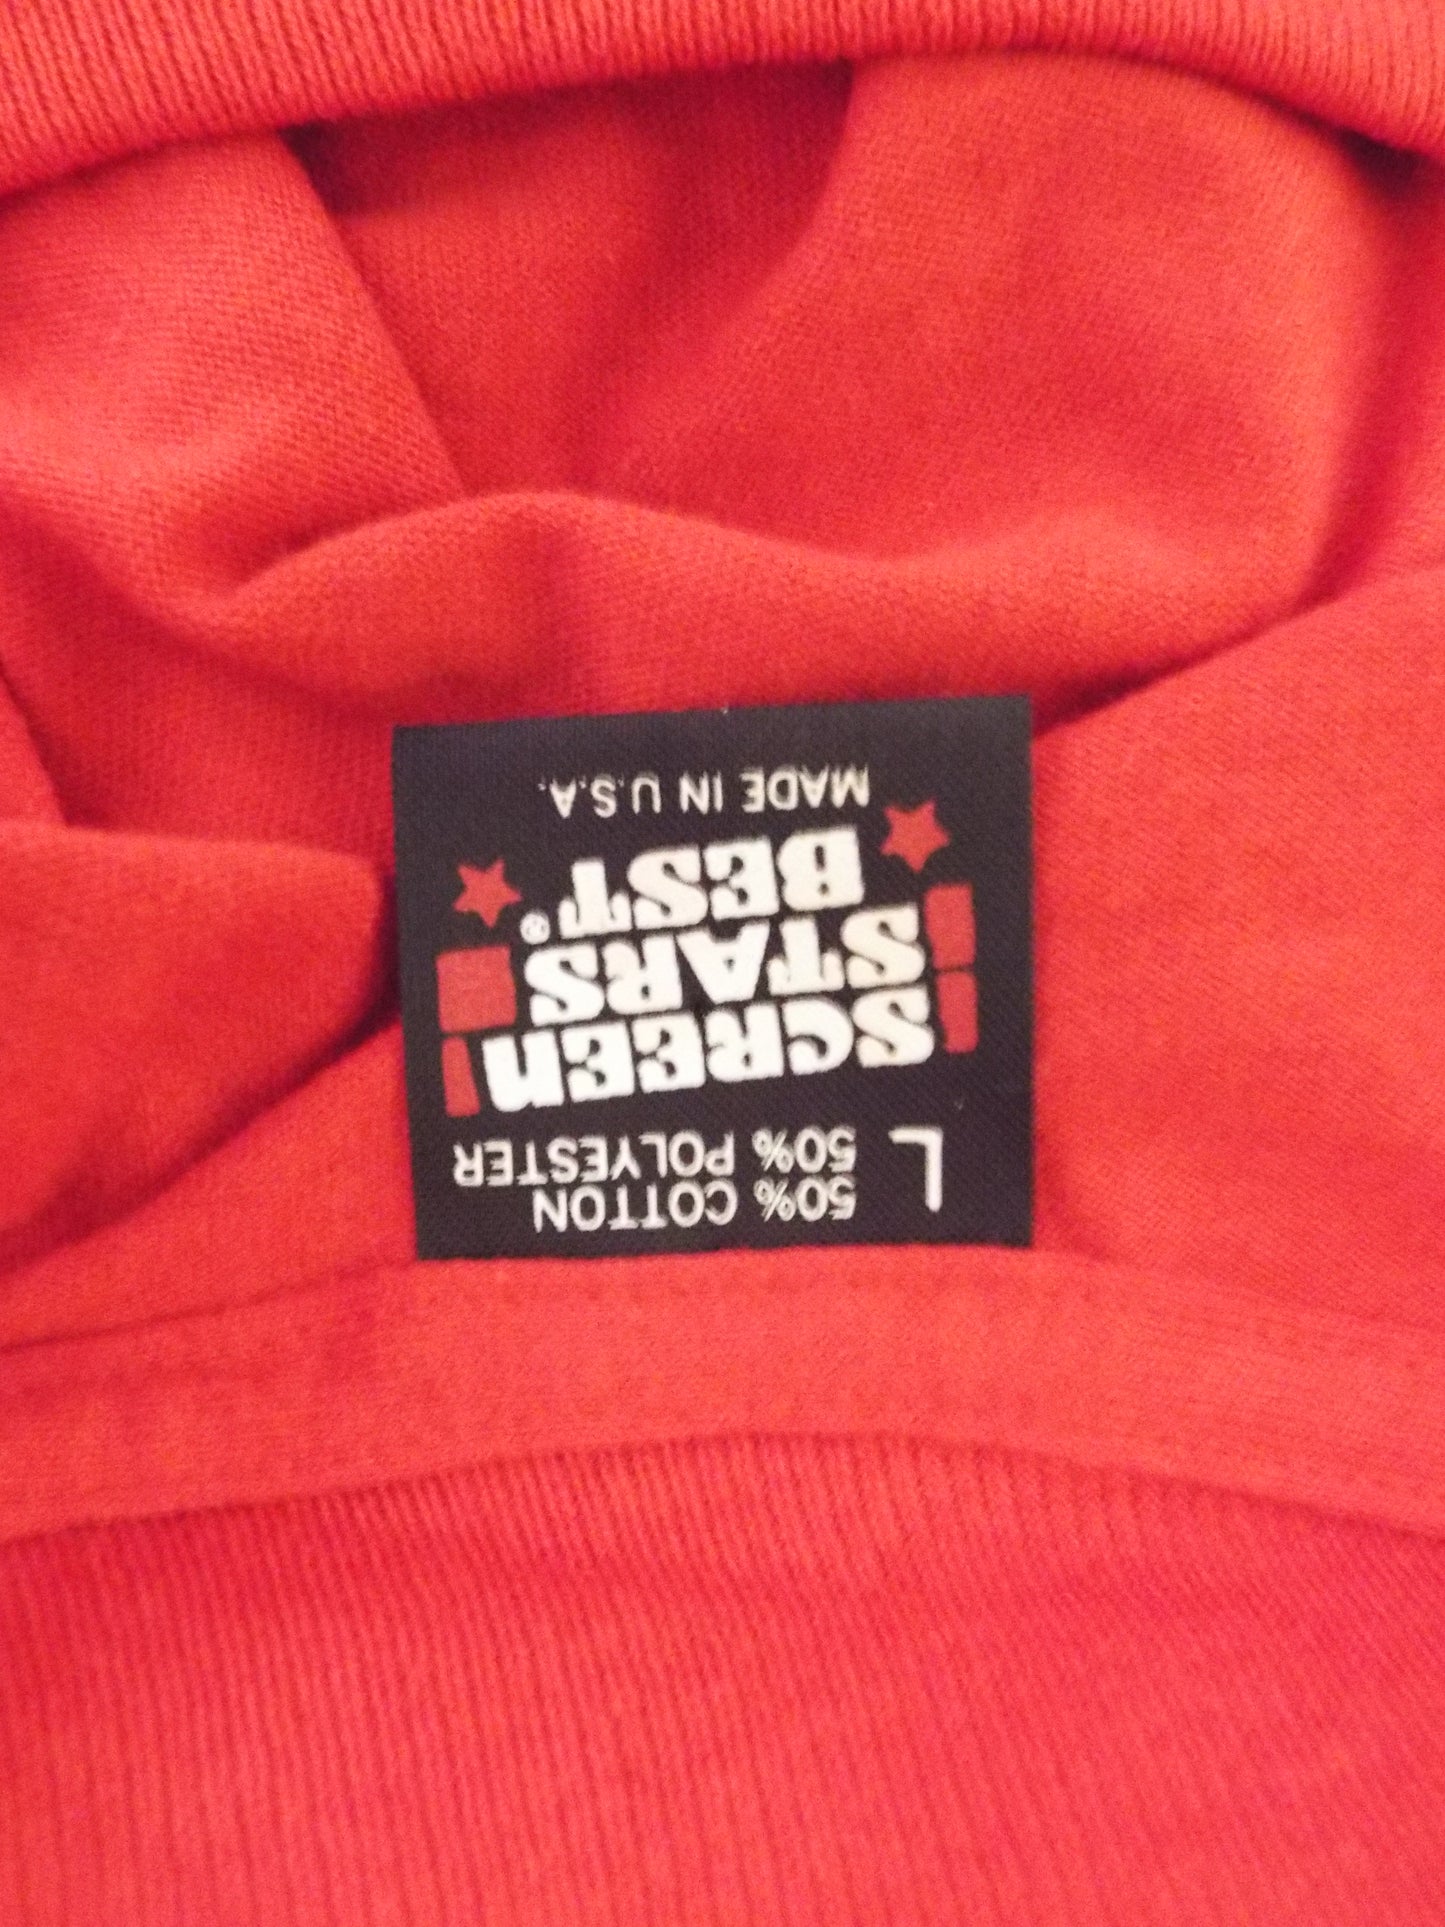 L
50% COTTON
50% POLYESTER
SCREEN
STARS
BEST®
MADE IN U.S.A.